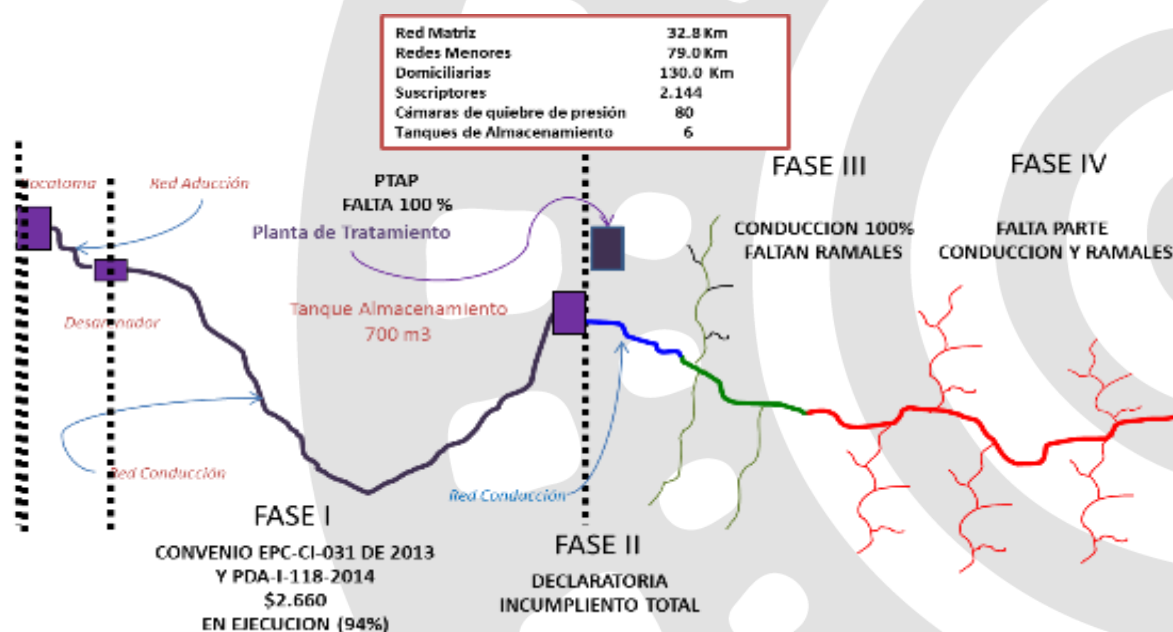 Red Matriz 32.8 Km
Redes Menores 79.0 Km
Domiciliarias 130.0 Km
Suscriptores 2.144
Cámaras de quiebre de presión 80
Tanques de Almacenamiento 6
FASE III
FASE IV
Bocatoma
Red Aducción
PTAP
FALTA 100 %
Planta de Tratamiento
CONDUCCION 100%
FALTAN RAMALES
FALTA PARTE
CONDUCCION Y RAMALES
Desarenador
Tanque Almacenamiento
700 m3
Red Conducción
Red Conducción
FASE I
CONVENIO EPC-CI-031 DE 2013
Y PDA-I-118-2014
$2.660
EN EJECUCION (94%)
FASE II
DECLARATORIA
INCUMPLIENTO TOTAL